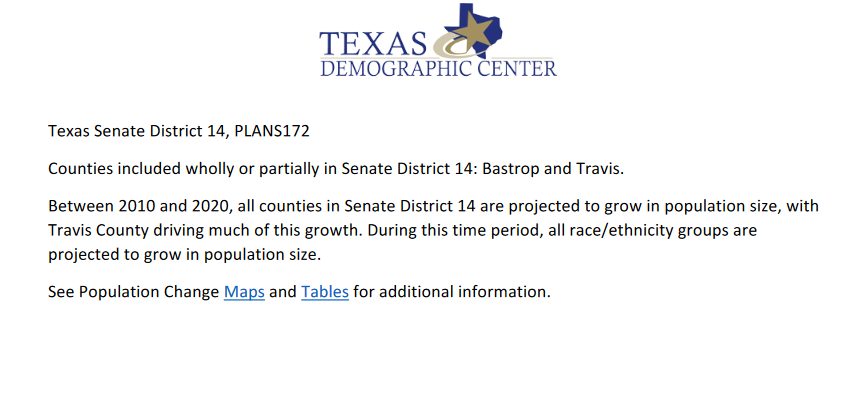 TEXAS
DEMOGRAPHIC CENTER
Texas Senate District 14, PLANS172
Counties included wholly or partially in Senate District 14: Bastrop and Travis.
Between 2010 and 2020, all counties in Senate District 14 are projected to grow in population size, with
Travis County driving much of this growth. During this time period, all race/ethnicity groups are
projected to grow in population size.
See Population Change Maps and Tables for additional information.